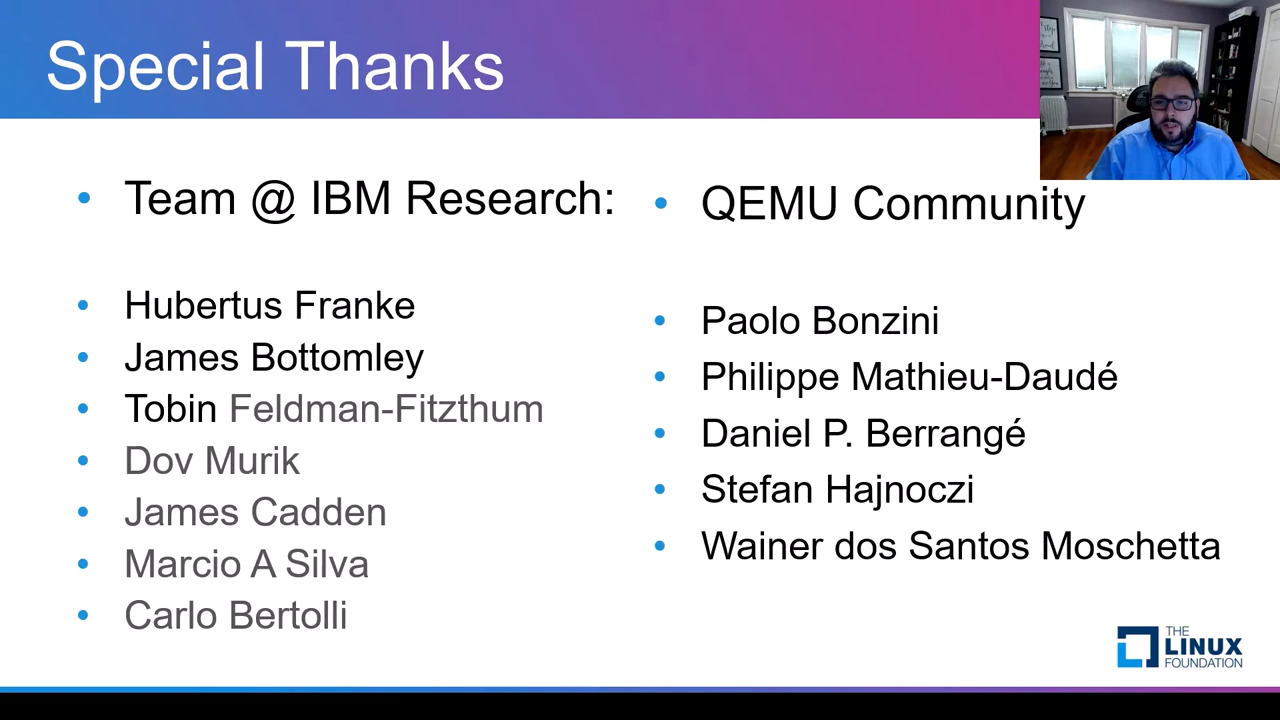 Special Thanks
Team @ IBM Research:
Hubertus Franke
James Bottomley
Tobin Feldman-Fitzthum
Dov Murik
James Cadden
Marcio A Silva
Carlo Bertolli
QEMU Community
Paolo Bonzini
Philippe Mathieu-Daudé
Daniel P. Berrangé
Stefan Hajnoczi
Wainer dos Santos Moschetta
THE
LINUX
FOUNDATION